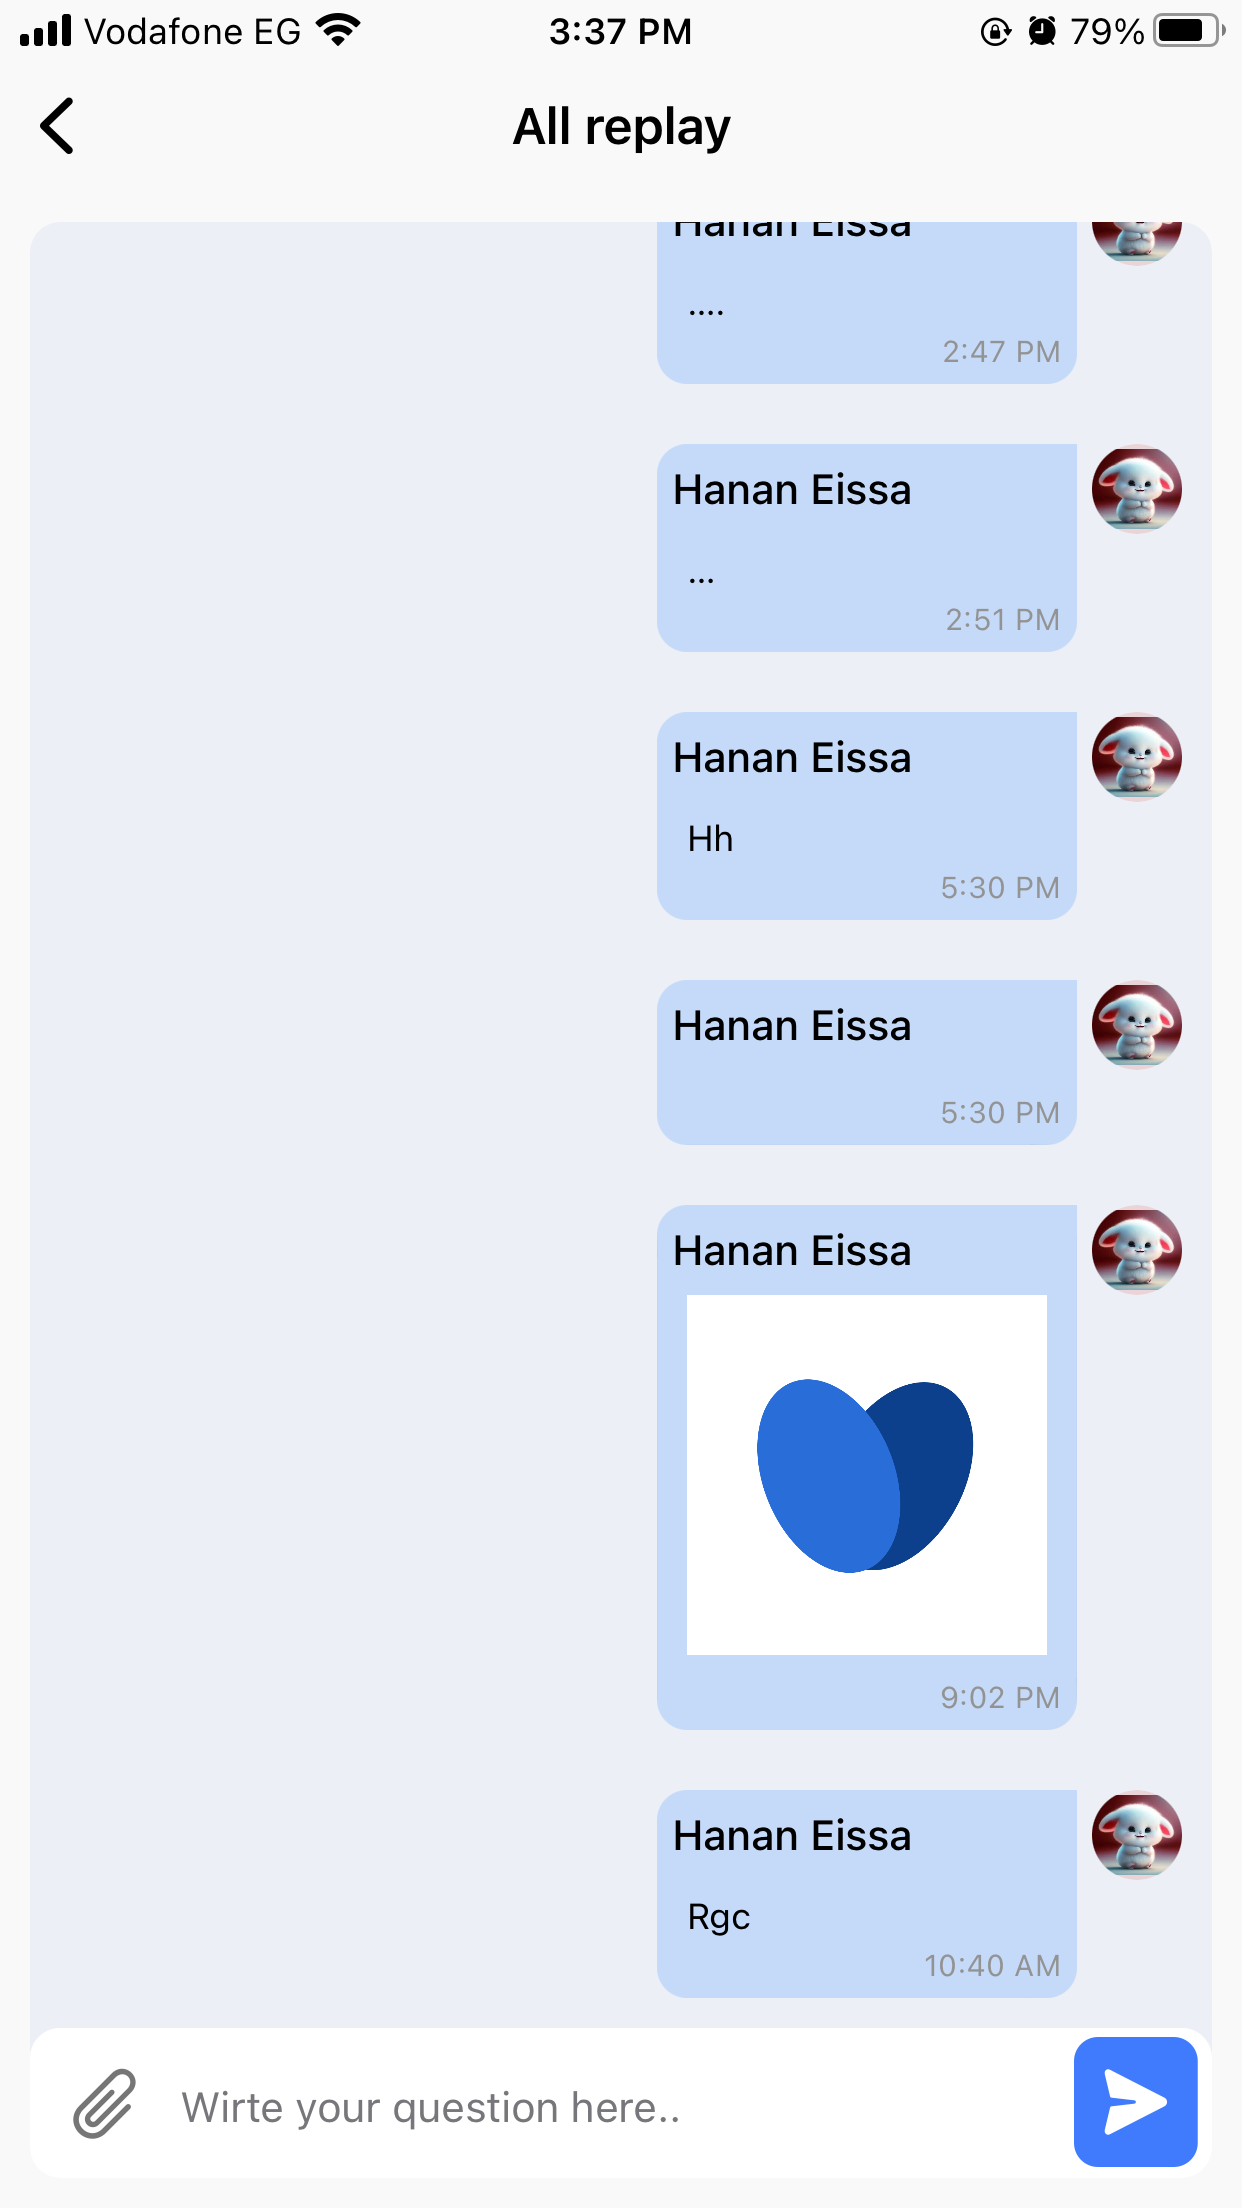 Vodafone EG
3:37 PM
79%
All replay
Hanan Eissa
....
2:47 PM
Hanan Eissa
...
2:51 PM
Hanan Eissa
Hh
5:30 PM
Hanan Eissa
5:30 PM
Hanan Eissa
9:02 PM
Hanan Eissa
Rgc
10:40 AM
Wirte your question here..